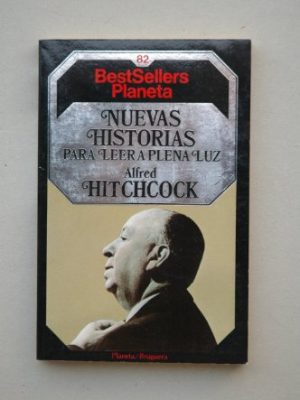 82
BestSellers
Planeta
NUEVAS
HISTORIAS
PARA LEER A PLENA LUZ
Alfred
HITCHCOCK
Planeta/Bruguera